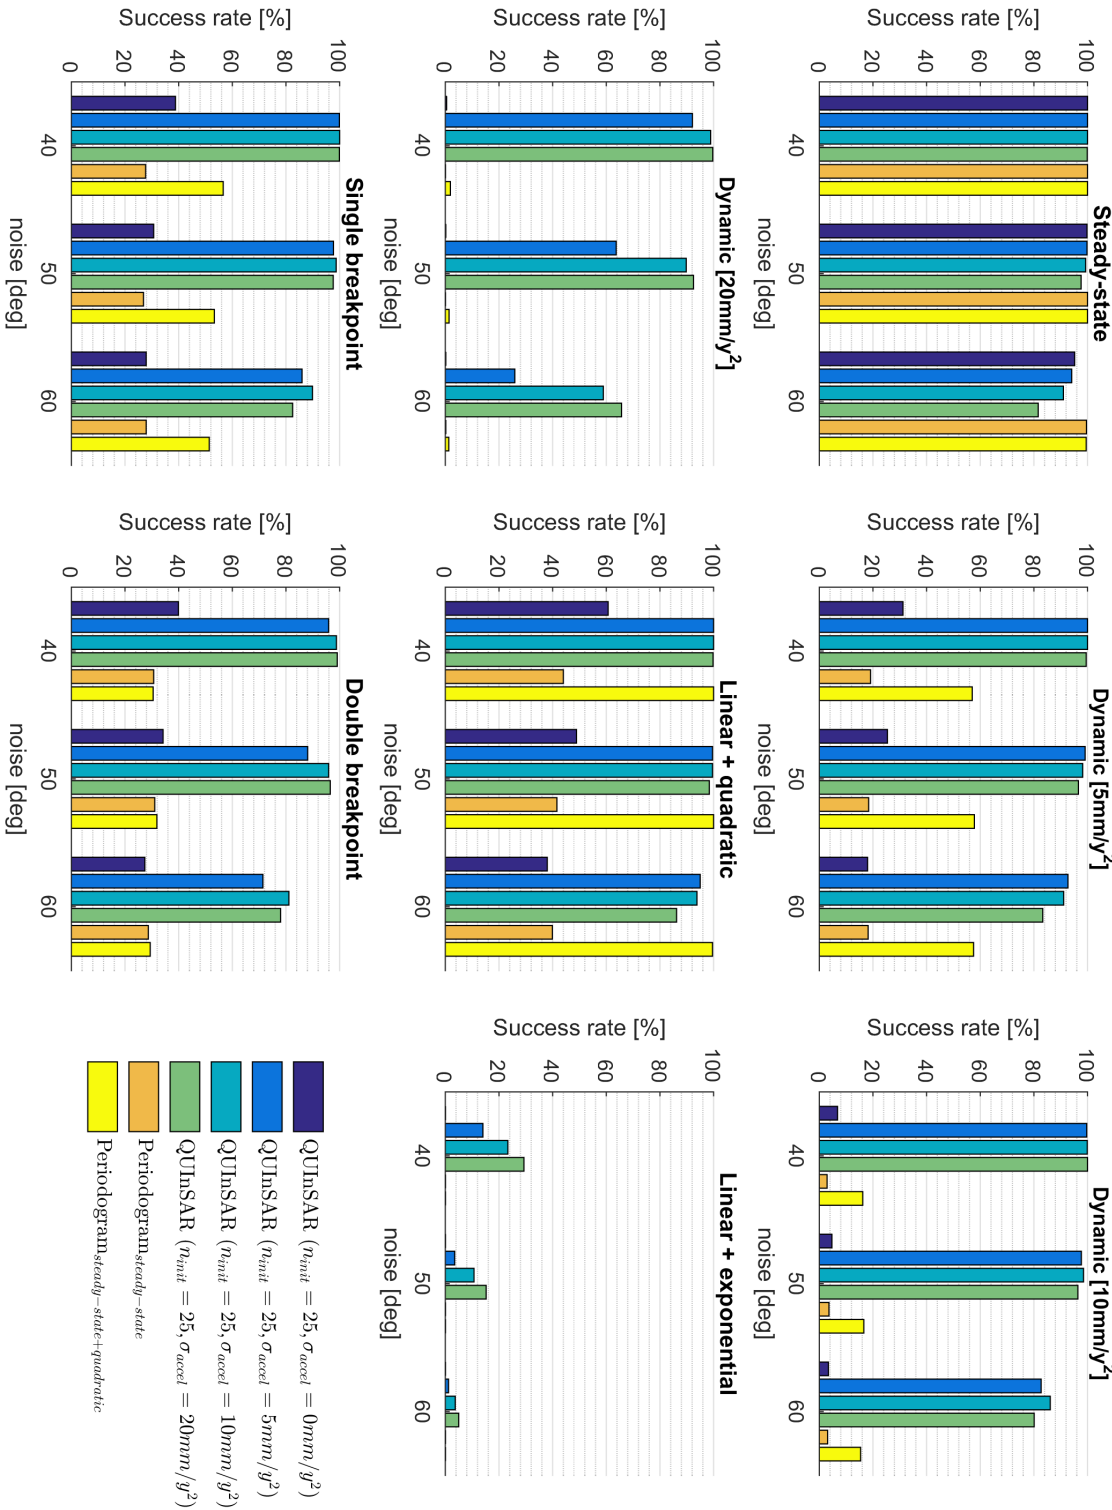 Steady-state
Success rate [%]
0 20 40 60 80 100
40 50 60
noise [deg]
Dynamic [5mm/y²]
Success rate [%]
0 20 40 60 80 100
40 50 60
noise [deg]
Dynamic [10mm/y²]
Success rate [%]
0 20 40 60 80 100
40 50 60
noise [deg]
Dynamic [20mm/y²]
Success rate [%]
0 20 40 60 80 100
40 50 60
noise [deg]
Linear + quadratic
Success rate [%]
0 20 40 60 80 100
40 50 60
noise [deg]
Linear + exponential
Success rate [%]
0 20 40 60 80 100
40 50 60
noise [deg]
Single breakpoint
Success rate [%]
0 20 40 60 80 100
40 50 60
noise [deg]
Double breakpoint
Success rate [%]
0 20 40 60 80 100
40 50 60
noise [deg]
QUInSAR (n_init = 25, σ_accel = 0mm/y²)
QUInSAR (n_init = 25, σ_accel = 5mm/y²)
QUInSAR (n_init = 25, σ_accel = 10mm/y²)
QUInSAR (n_init = 25, σ_accel = 20mm/y²)
Periodogram_steady−state
Periodogram_steady−state+quadratic